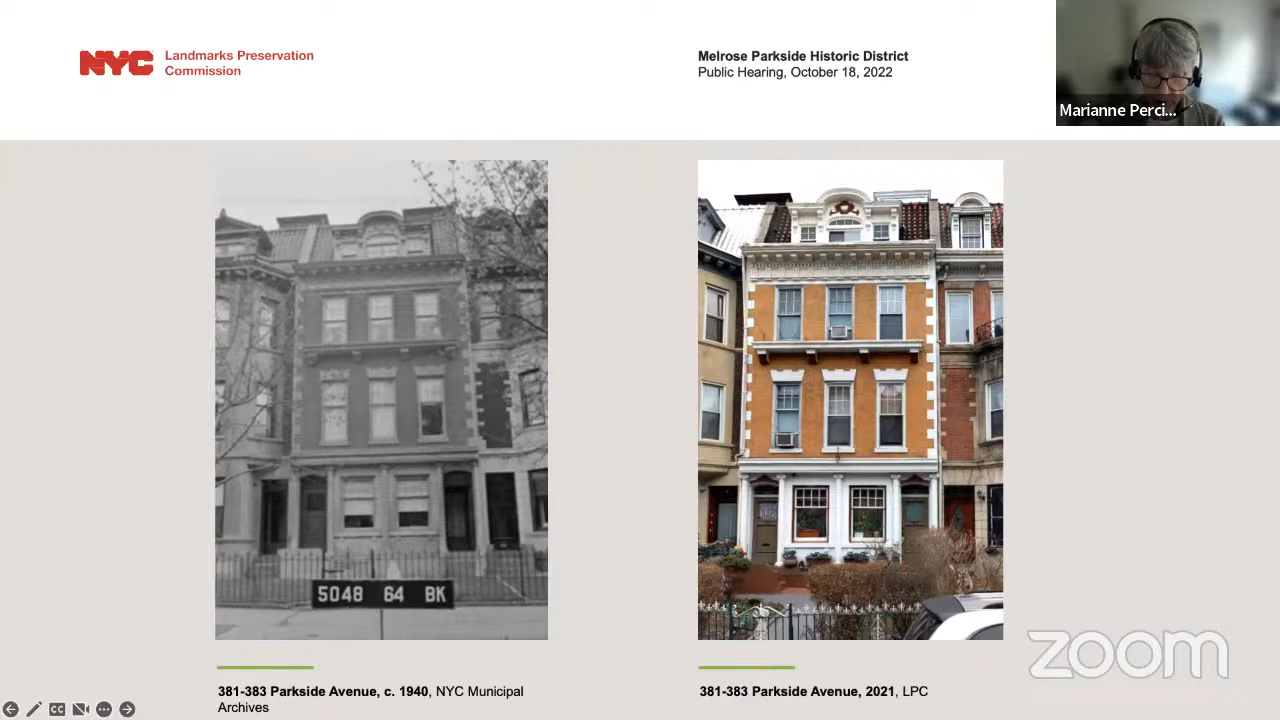 NYC Landmarks Preservation
Commission
Melrose Parkside Historic District
Public Hearing, October 18, 2022
Marianne Perci...
5048 64 BK
zoom
381-383 Parkside Avenue, c. 1940, NYC Municipal
Archives
381-383 Parkside Avenue, 2021, LPC
CC